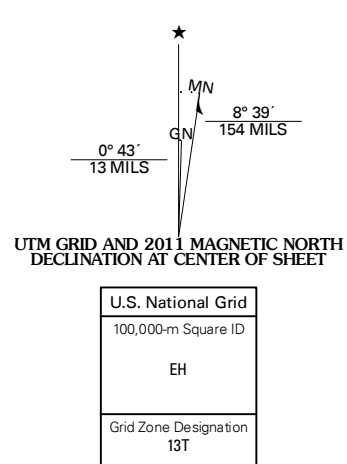 ★
MN
8° 39´
154 MILS
GN
0° 43´
13 MILS
UTM GRID AND 2011 MAGNETIC NORTH
DECLINATION AT CENTER OF SHEET
U.S. National Grid
100,000-m Square ID
EH
Grid Zone Designation
13T